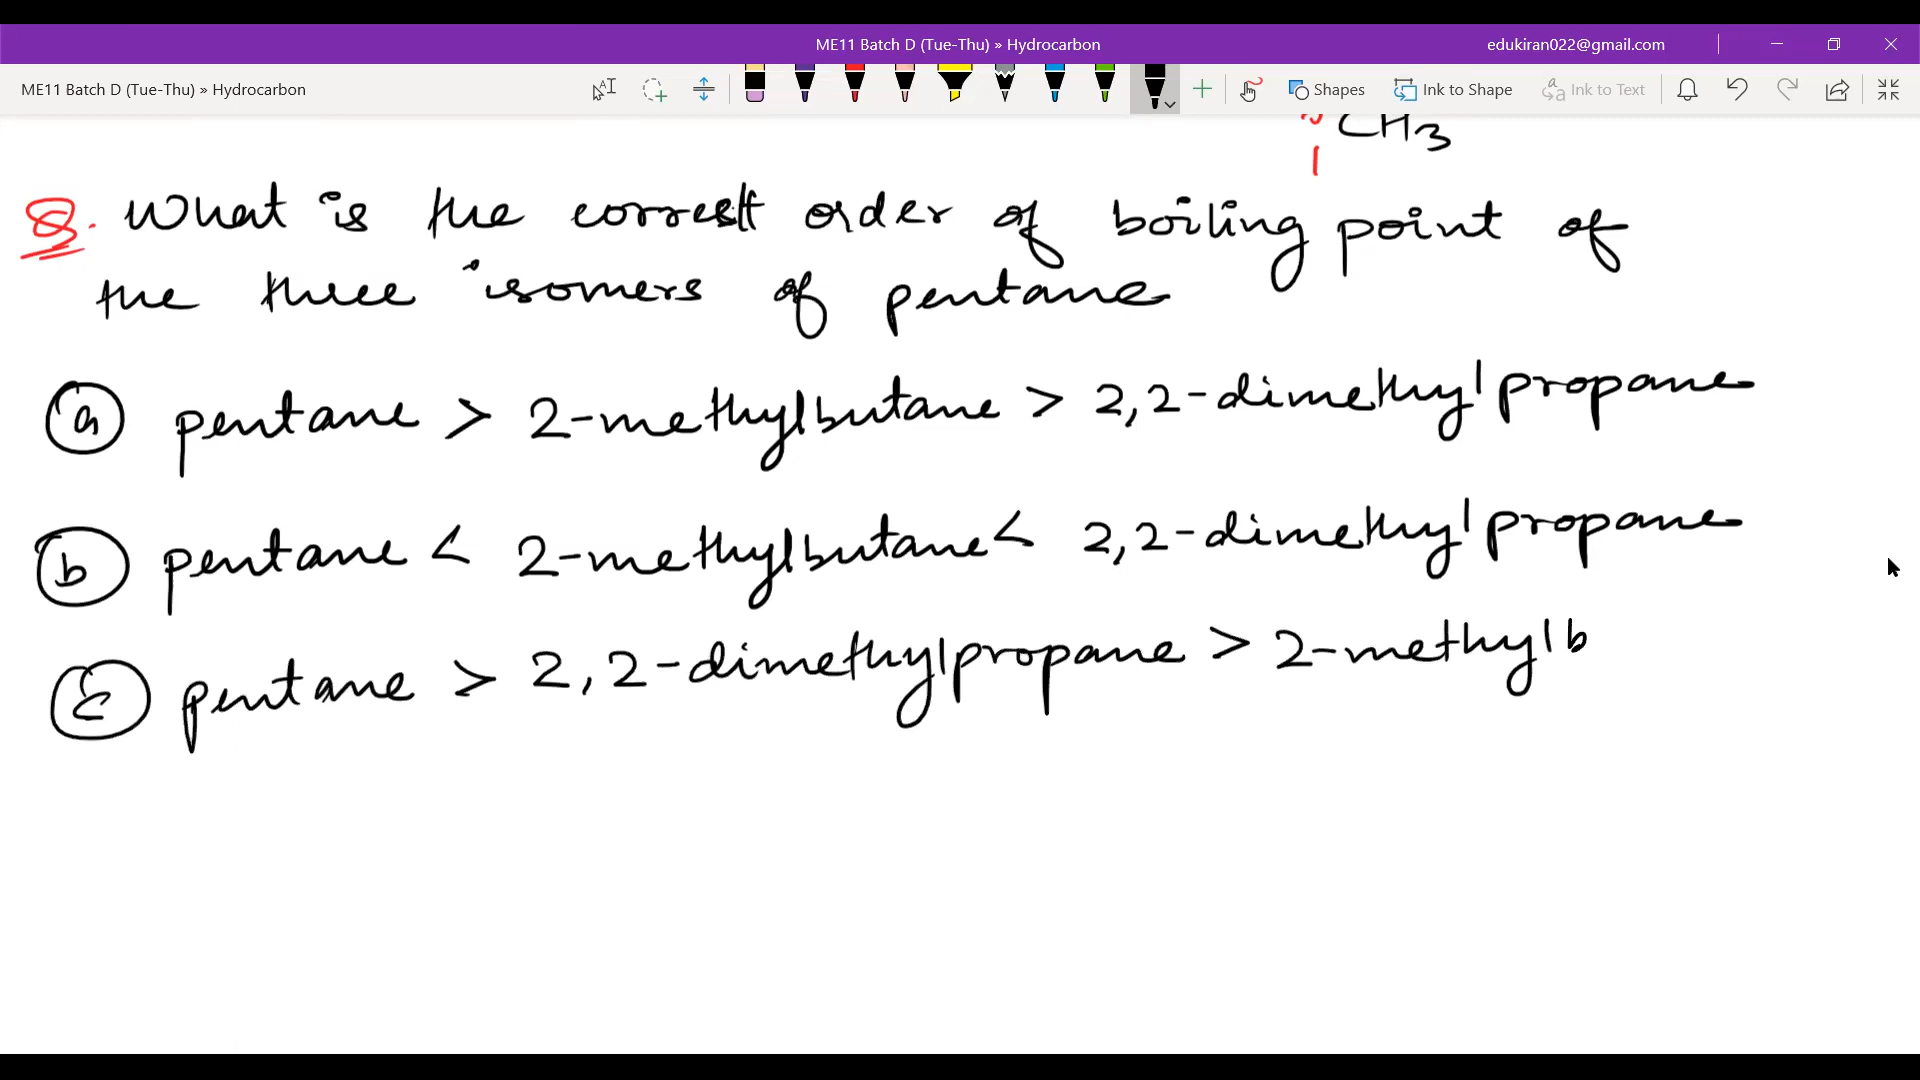 ME11 Batch D (Tue-Thu) » Hydrocarbon
edukiran022@gmail.com
ME11 Batch D (Tue-Thu) » Hydrocarbon
Shapes
Ink to Shape
Ink to Text
CH3
Q. What is the correct order of boiling point of
the three isomers of pentane
(a) pentane > 2-methylbutane > 2,2-dimethylpropane
(b) pentane < 2-methylbutane < 2,2-dimethylpropane
(c) pentane > 2,2-dimethylpropane > 2-methylb